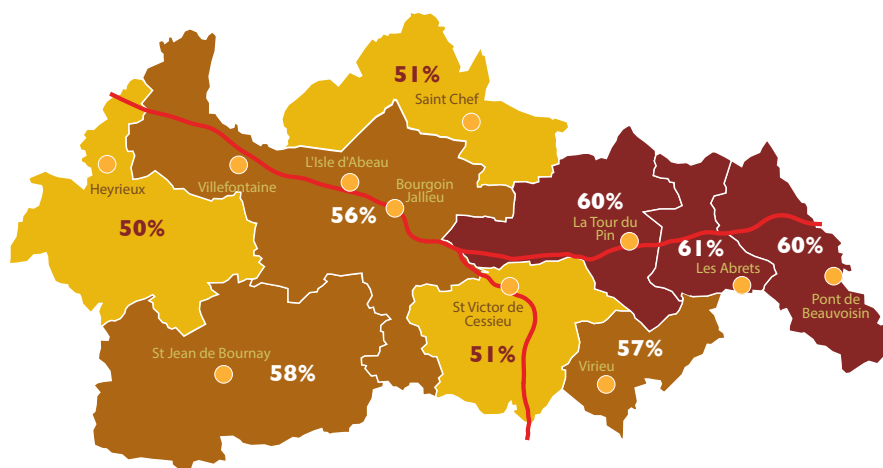 51%
Saint Chef
Heyrieux
Villefontaine
L'Isle d'Abeau
Bourgoin
Jallieu
50%
56%
60%
La Tour du
Pin
61%
Les Abrets
60%
Pont de
Beauvoisin
St Victor de
Cessieu
51%
St Jean de Bournay
58%
57%
Virieu